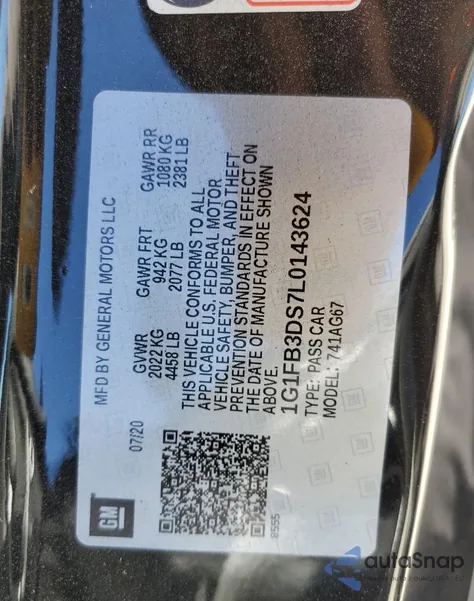 GM
07/20
MFD BY GENERAL MOTORS LLC
GVWR GAWR FRT GAWR RR
2022 KG 942 KG 1080 KG
4458 LB 2077 LB 2381 LB
THIS VEHICLE CONFORMS TO ALL
APPLICABLE U.S. FEDERAL MOTOR
VEHICLE SAFETY, BUMPER, AND THEFT
PREVENTION STANDARDS IN EFFECT ON
THE DATE OF MANUFACTURE SHOWN
ABOVE.
1G1FB3DS7L0143624
TYPE: PASS CAR
MODEL: 741AG67
8555
autaSnap